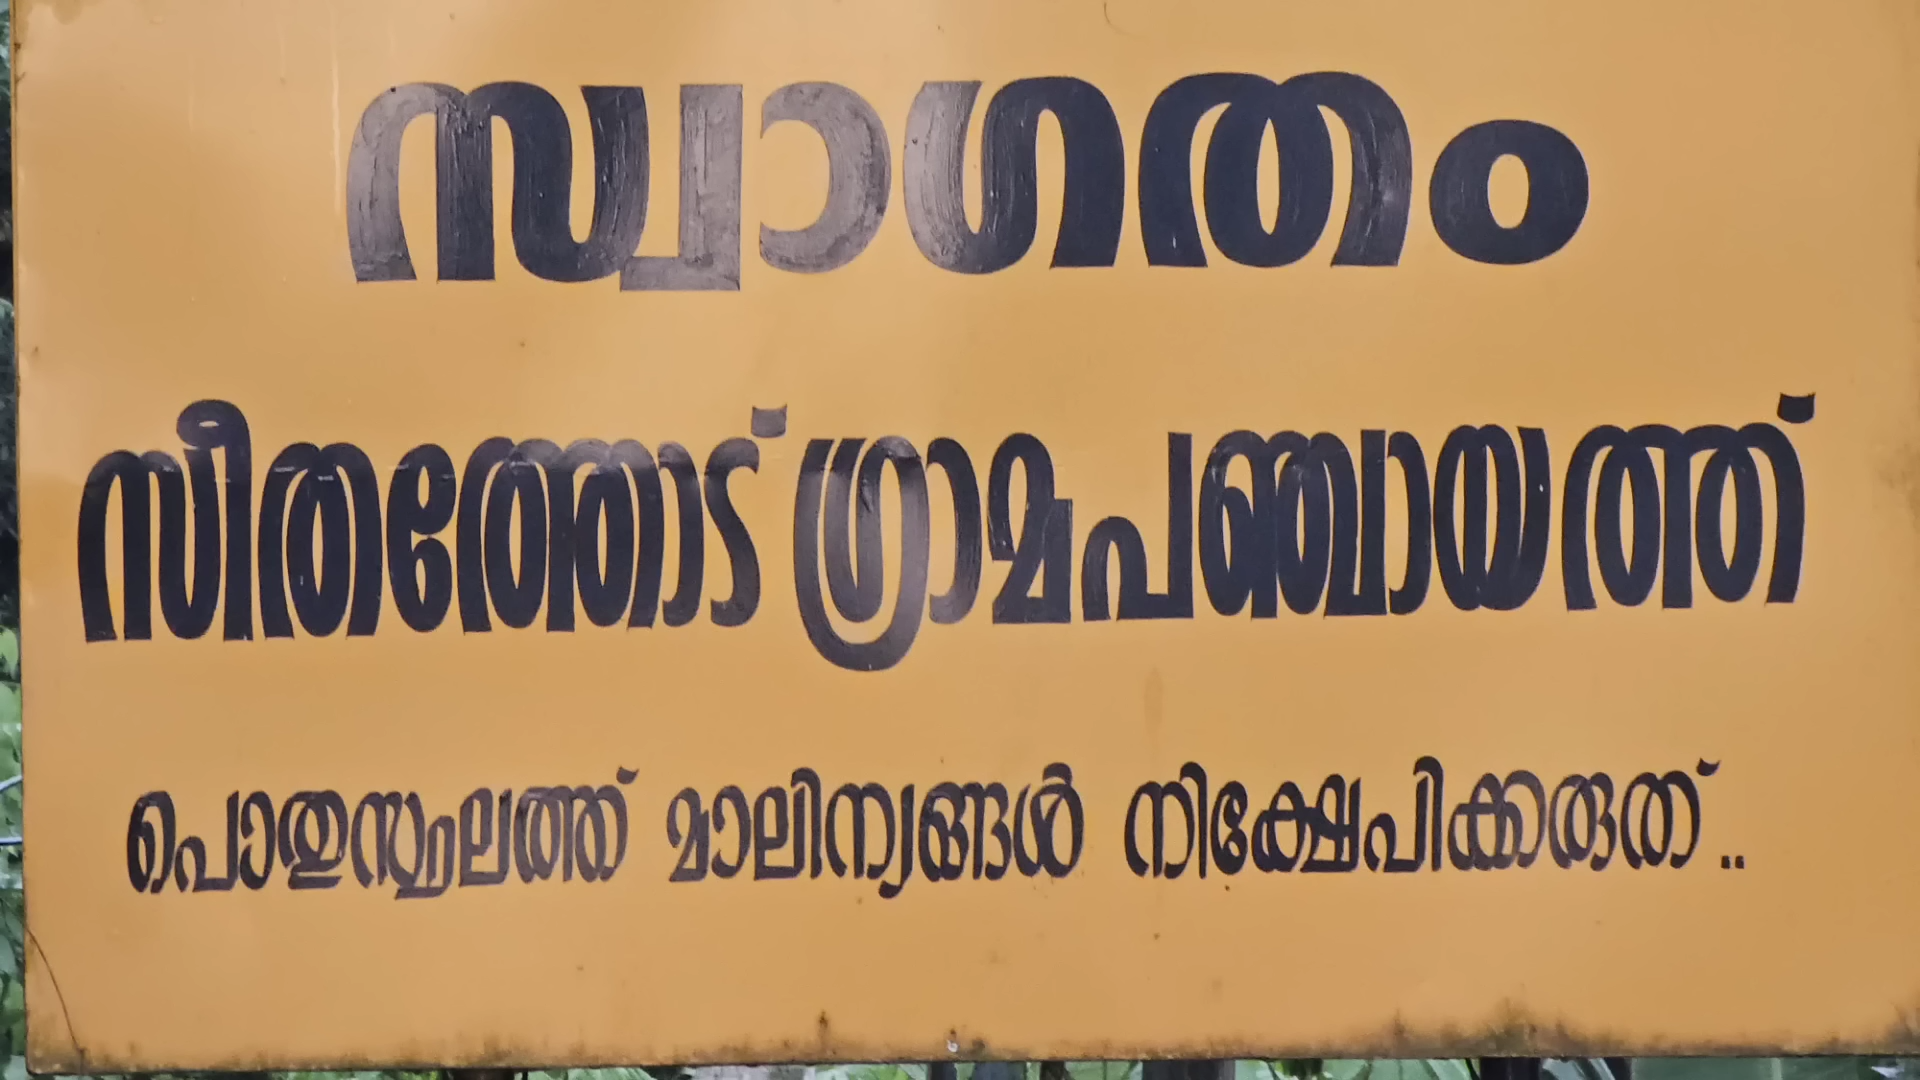 സ്വാഗതം
സീതത്തോട് ഗ്രാമപഞ്ചായത്ത്
പൊതുസ്ഥലത്ത് മാലിന്യങ്ങൾ നിക്ഷേപിക്കരുത്..